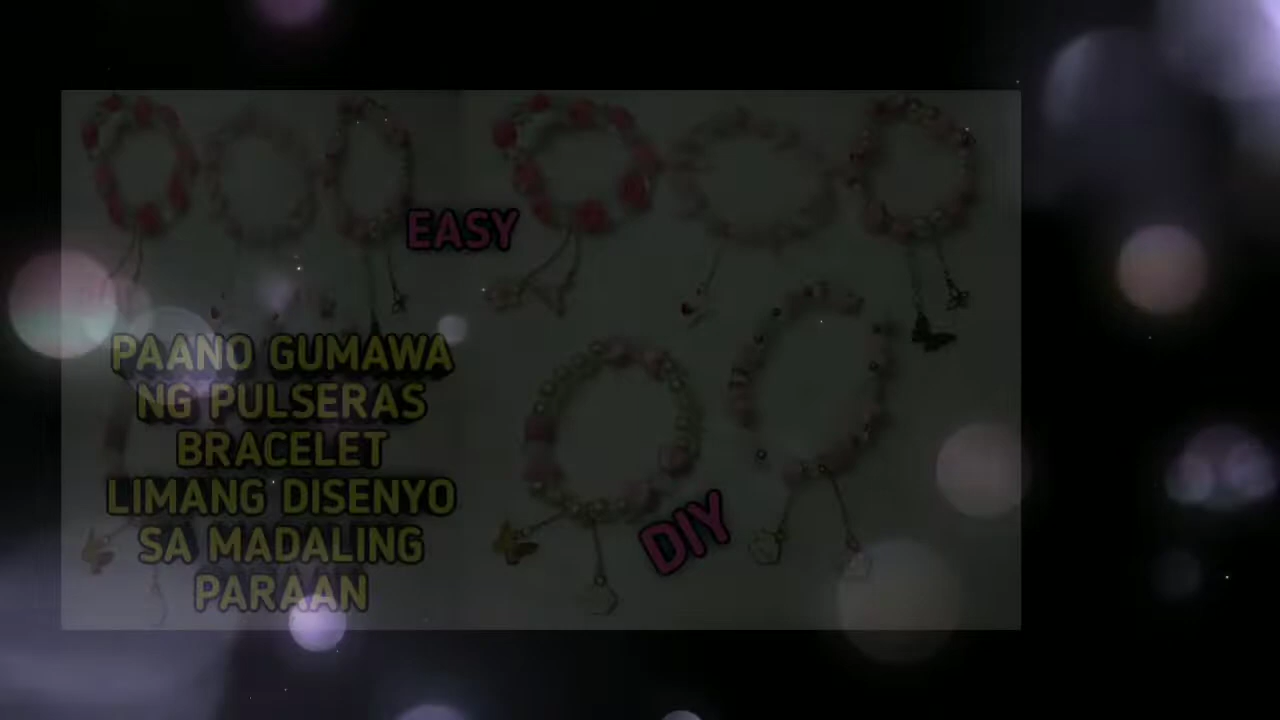 EASY
PAANO GUMAWA
NG PULSERAS
BRACELET
LIMANG DISENYO
SA MADALING
PARAAN
DIY